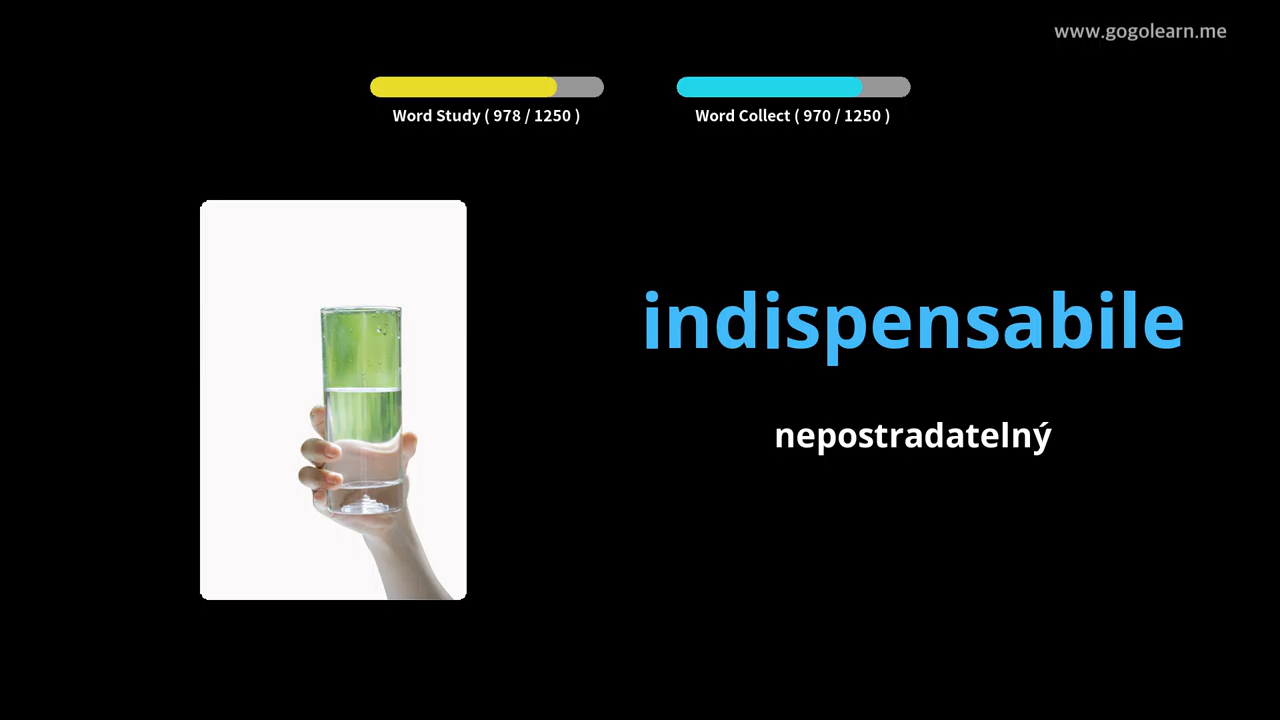 www.gogolearn.me
Word Study ( 978 / 1250 )
Word Collect ( 970 / 1250 )
indispensabile
nepostradatelný